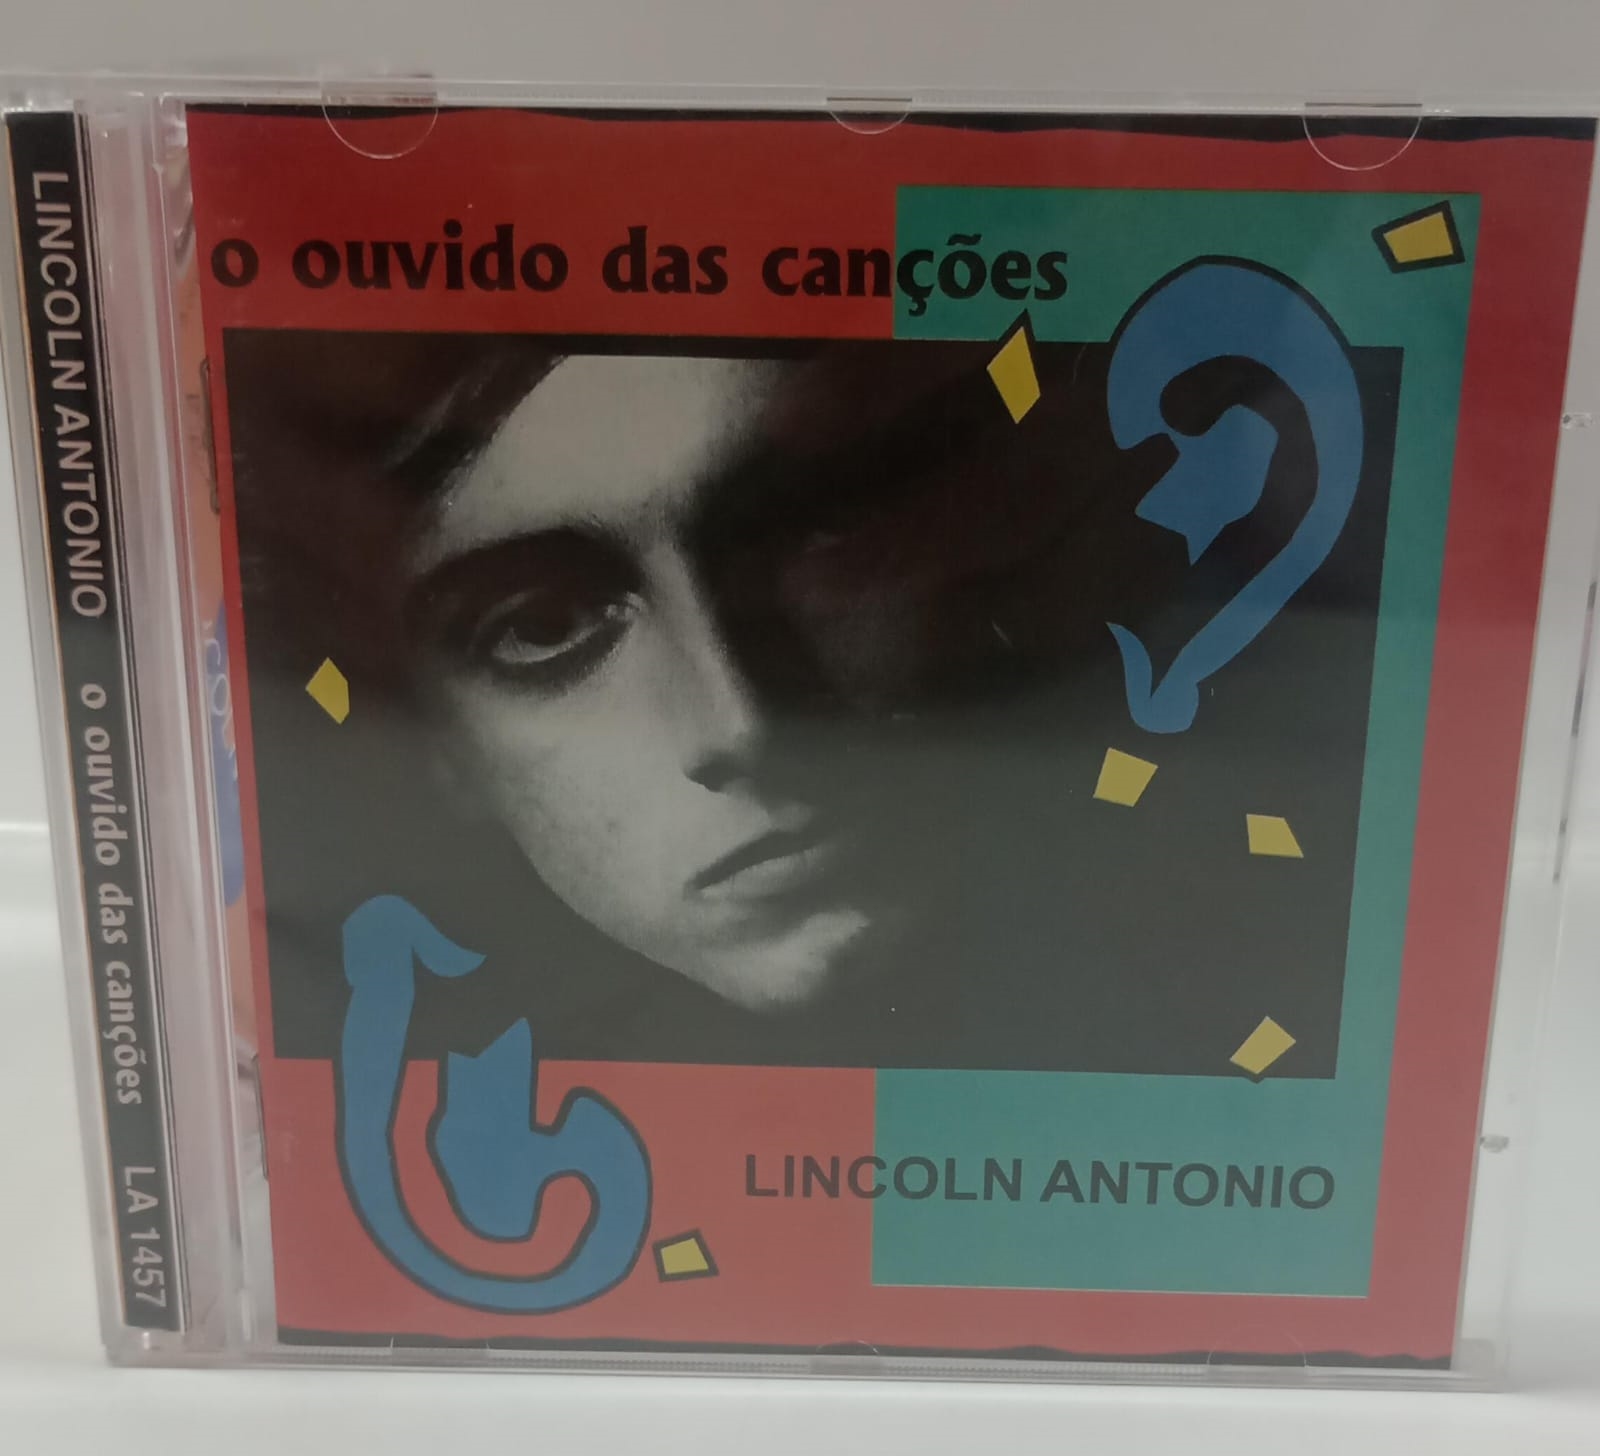 LINCOLN ANTONIO o ouvido das canções LA 1457
o ouvido das canções
LINCOLN ANTONIO